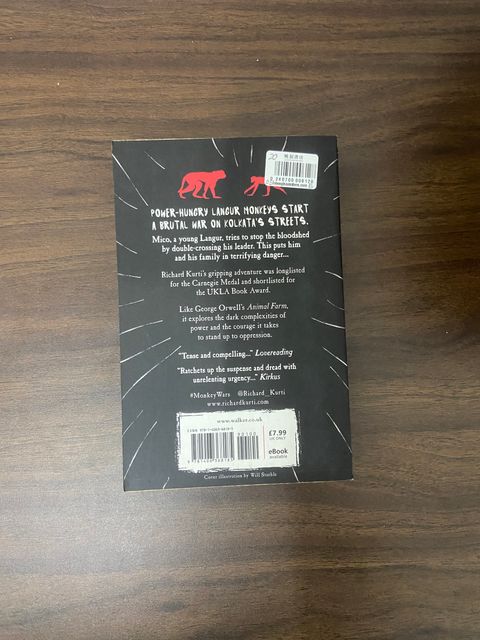 20
POWER-HUNGRY LANGUR MONKEYS START
A BRUTAL WAR ON KOLKATA'S STREETS.
Mico, a young Langur, tries to stop the bloodshed
by double-crossing his leader. This puts him
and his family in terrifying danger...
Richard Kurti's gripping adventure was longlisted
for the Carnegie Medal and shortlisted for
the UKLA Book Award.
Like George Orwell's Animal Farm,
it explores the dark complexities of
power and the courage it takes
to stand up to oppression.
"Tense and compelling..." Lovereading
"Ratchets up the suspense and dread with
unrelenting urgency..." Kirkus
#MonkeyWars @Richard_Kurti
www.richardkurti.com
www.walker.co.uk
90100
£7.99
UK ONLY
eBook
available
Cover illustration by Will Steele